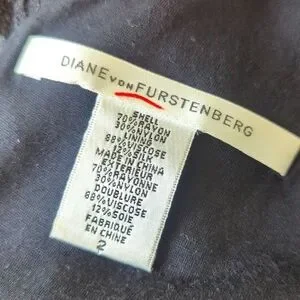 DIANE VON FURSTENBERG
SHELL
70%RAYON
30%NYLON
LINING
88%VISCOSE
12%SILK
MADE IN CHINA
EXTERIEUR
70%RAYONNE
30%NYLON
DOUBLURE
88%VISCOSE
12%SOIE
FABRIQUÉ
EN CHINE
2